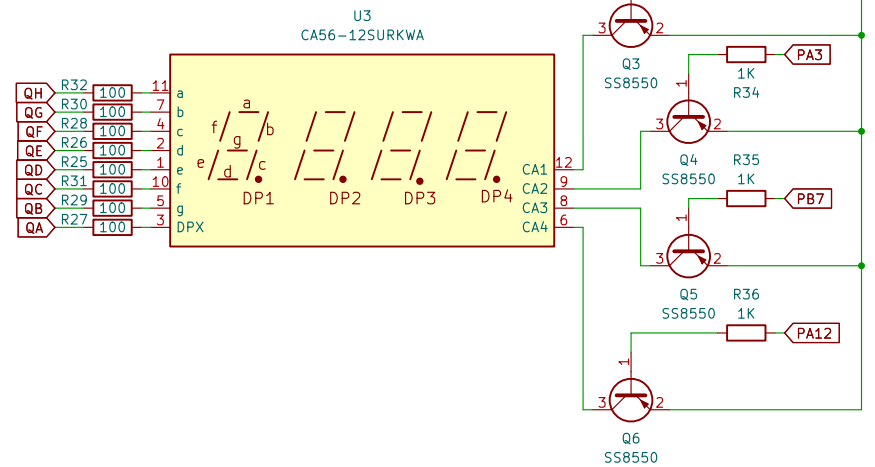 U3
CA56-12SURKWA
3 2
Q3
SS8550
PA3
1K
R34
1
3 2
Q4
SS8550
R35
1K
PB7
1
3 2
Q5
SS8550
R36
1K
PA12
1
3 2
Q6
SS8550
QH R32 100 11 a
QG R30 100 7 b
QF R28 100 4 c
QE R26 100 2 d
QD R25 100 1 e
QC R31 100 10 f
QB R29 100 5 g
QA R27 100 3 DPX
a
f b
g
e c
d
DP1 DP2 DP3 DP4
CA1 12
CA2 9
CA3 8
CA4 6